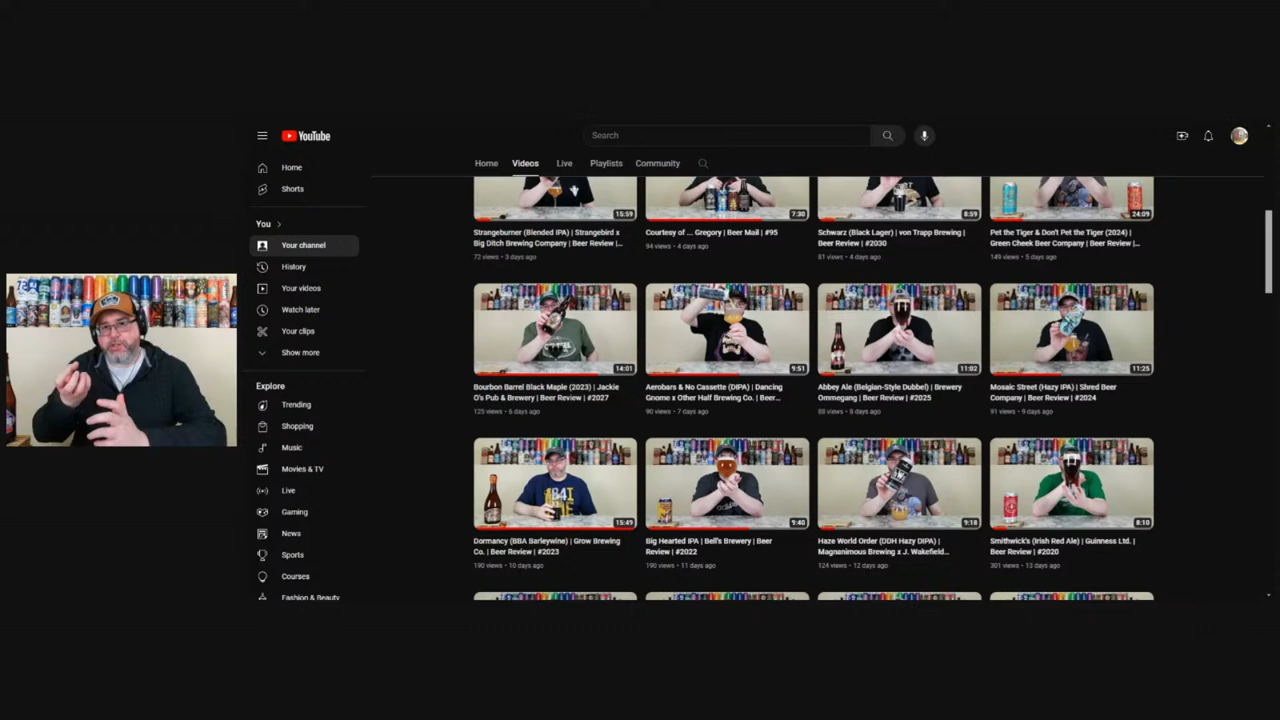 YouTube
Search
Home
Videos
Live
Playlists
Community
Home
Shorts
You
Your channel
History
Your videos
Watch later
Your clips
Show more
Explore
Trending
Shopping
Music
Movies & TV
Live
Gaming
News
Sports
Courses
Fashion & Beauty
15:59
7:30
8:59
24:09
Strangeburner (Blended IPA) | Strangebird x
Big Ditch Brewing Company | Beer Review |...
72 views • 3 days ago
Courtesy of ... Gregory | Beer Mail | #95
94 views • 4 days ago
Schwarz (Black Lager) | von Trapp Brewing |
Beer Review | #2030
81 views • 4 days ago
Pet the Tiger & Don't Pet the Tiger (2024) |
Green Cheek Beer Company | Beer Review |...
149 views • 5 days ago
14:01
9:51
11:02
11:25
Bourbon Barrel Black Maple (2023) | Jackie
O's Pub & Brewery | Beer Review | #2027
125 views • 6 days ago
Aerobars & No Cassette (DIPA) | Dancing
Gnome x Other Half Brewing Co. | Beer...
90 views • 7 days ago
Abbey Ale (Belgian-Style Dubbel) | Brewery
Ommegang | Beer Review | #2025
88 views • 8 days ago
Mosaic Street (Hazy IPA) | Shred Beer
Company | Beer Review | #2024
91 views • 9 days ago
15:49
9:40
9:18
8:10
Dormancy (BBA Barleywine) | Grow Brewing
Co. | Beer Review | #2023
190 views • 10 days ago
Big Hearted IPA | Bell's Brewery | Beer
Review | #2022
190 views • 11 days ago
Haze World Order (DDH Hazy DIPA) |
Magnanimous Brewing x J. Wakefield...
124 views • 12 days ago
Smithwick's (Irish Red Ale) | Guinness Ltd. |
Beer Review | #2020
301 views • 13 days ago